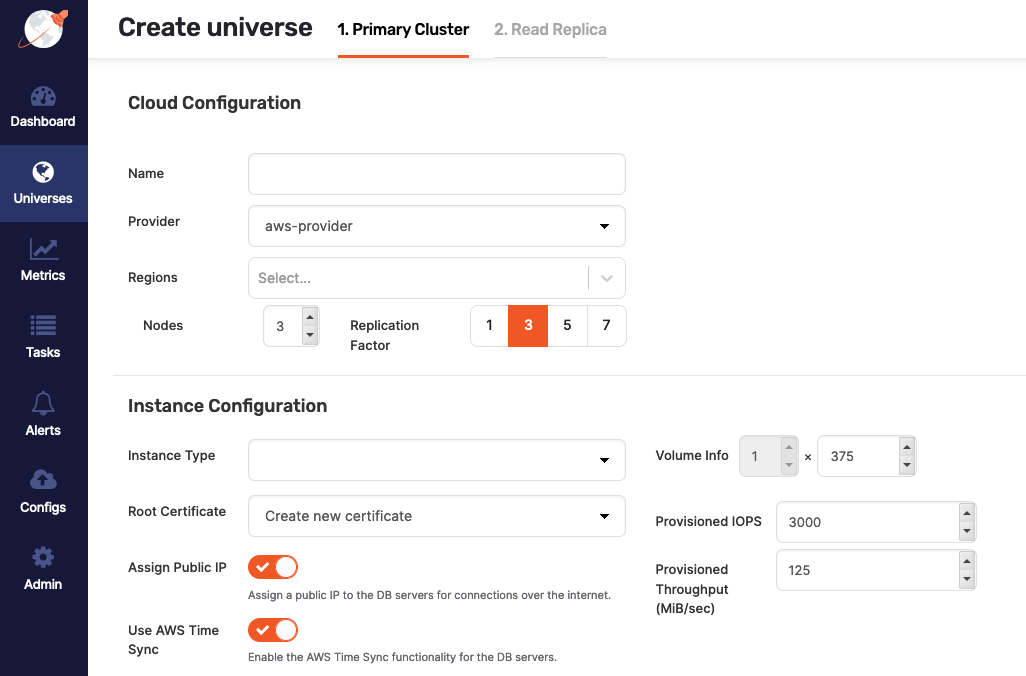 Create universe
1. Primary Cluster
2. Read Replica
Dashboard
Universes
Metrics
Tasks
Alerts
Configs
Admin
Cloud Configuration
Name
Provider
aws-provider
Regions
Select...
Nodes
3
Replication
Factor
1
3
5
7
Instance Configuration
Instance Type
Volume Info
1
×
375
Root Certificate
Create new certificate
Provisioned IOPS
3000
Assign Public IP
Assign a public IP to the DB servers for connections over the internet.
Provisioned
Throughput
(MiB/sec)
125
Use AWS Time
Sync
Enable the AWS Time Sync functionality for the DB servers.